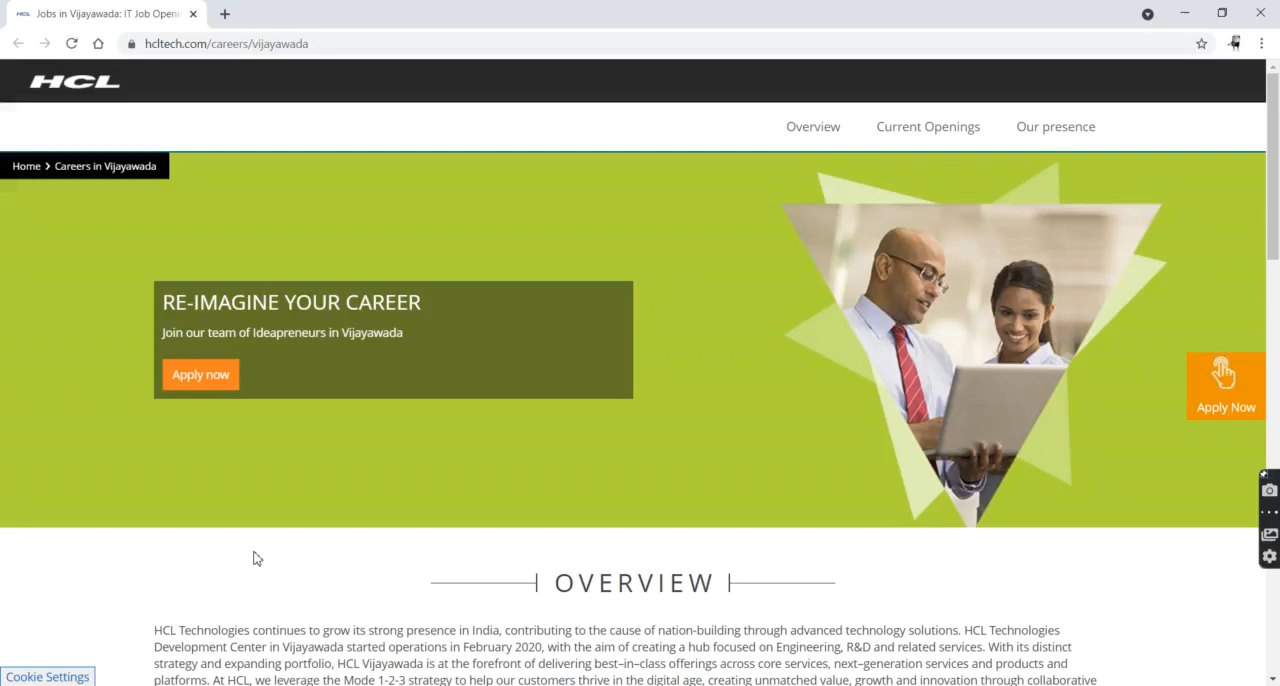 HCL Jobs in Vijayawada: IT Job Openi
hcltech.com/careers/vijayawada
HCL
Overview Current Openings Our presence
Home > Careers in Vijayawada
RE-IMAGINE YOUR CAREER
Join our team of Ideapreneurs in Vijayawada
Apply now
Apply Now
OVERVIEW
HCL Technologies continues to grow its strong presence in India, contributing to the cause of nation-building through advanced technology solutions. HCL Technologies
Development Center in Vijayawada started operations in February 2020, with the aim of creating a hub focused on Engineering, R&D and related services. With its distinct
strategy and expanding portfolio, HCL Vijayawada is at the forefront of delivering best–in–class offerings across core services, next–generation services and products and
platforms. At HCL, we leverage the Mode 1-2-3 strategy to help our customers thrive in the digital age, creating unmatched value, growth and innovation through collaborative
Cookie Settings